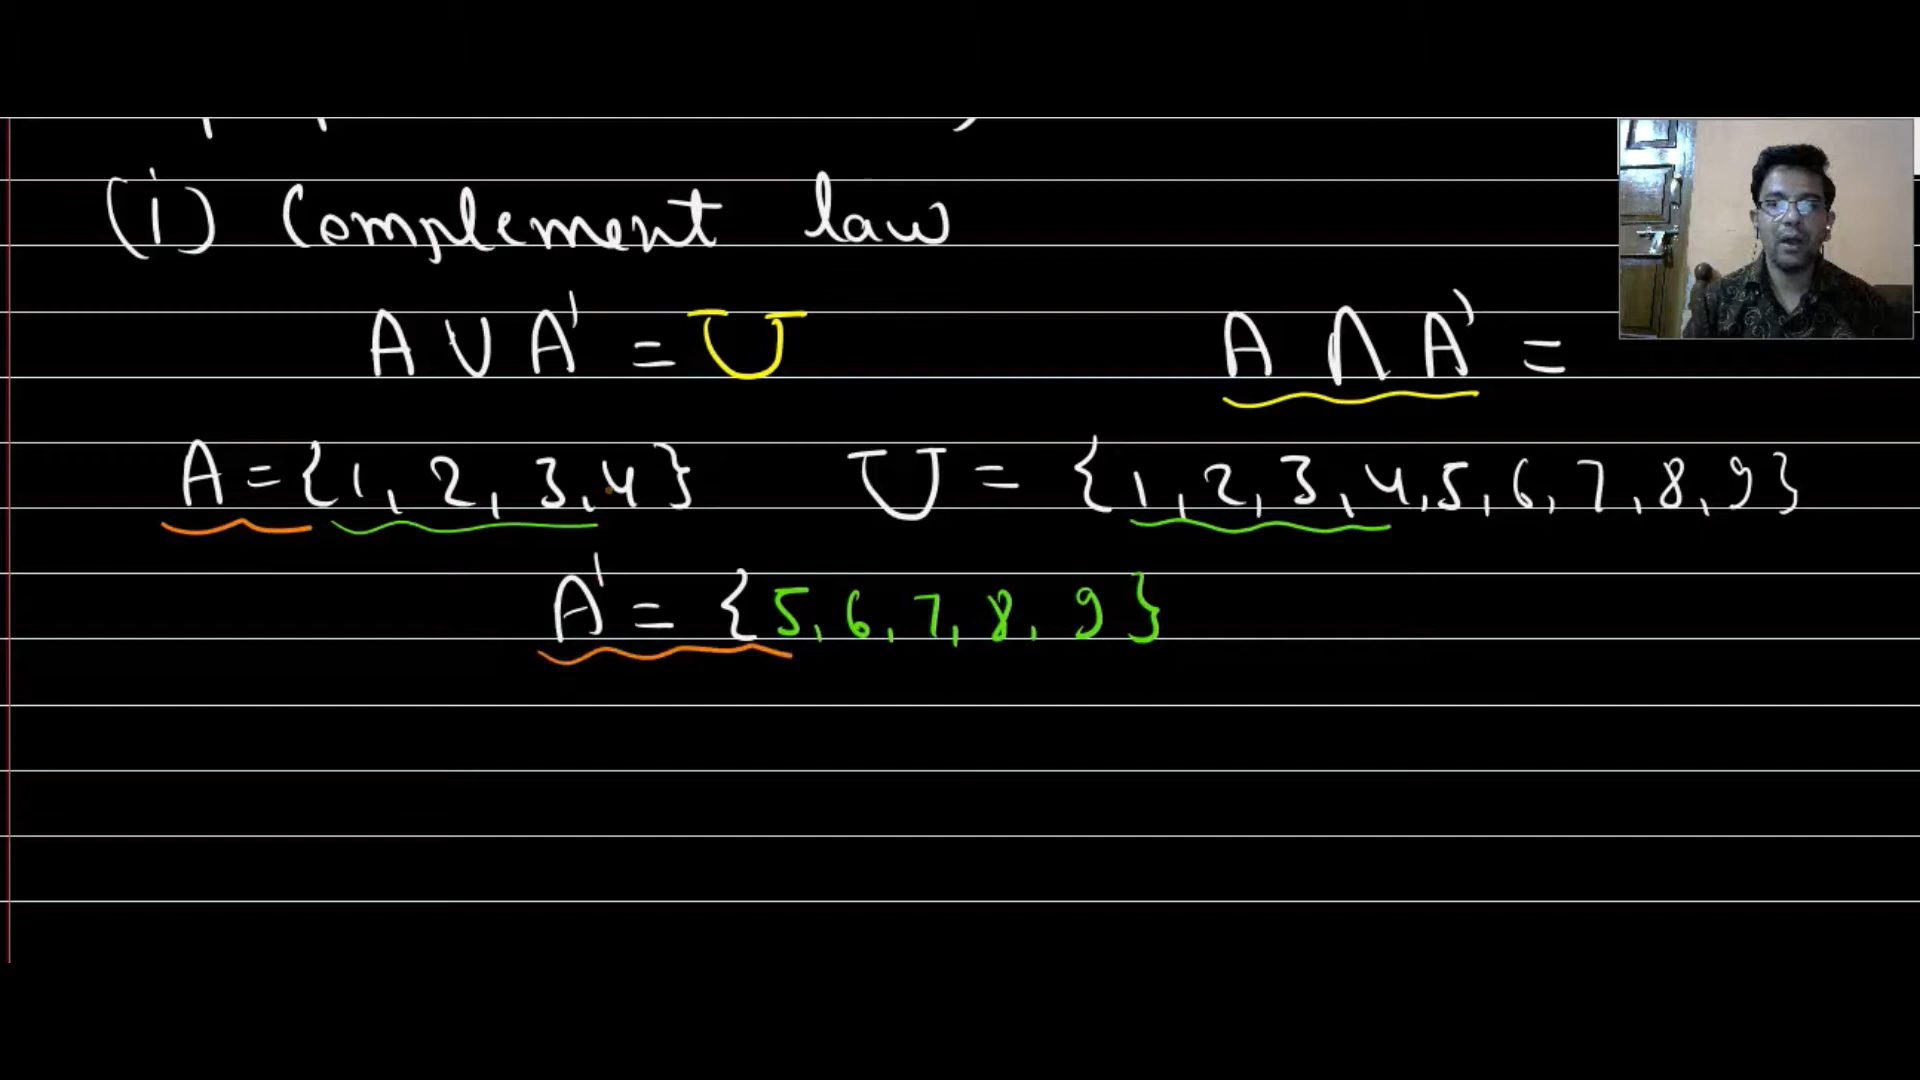 (i) Complement law
A ∪ A' = U A ∩ A' =
A = {1, 2, 3, 4} U = {1, 2, 3, 4, 5, 6, 7, 8, 9}
A' = {5, 6, 7, 8, 9}